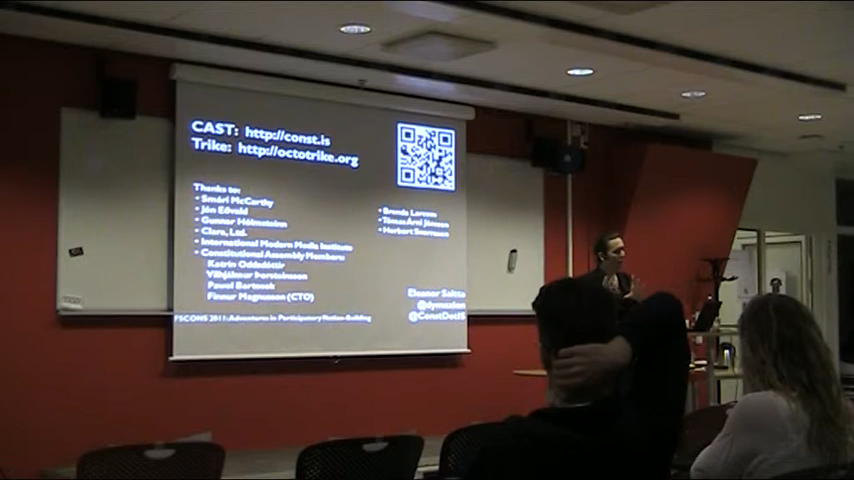 CAST: http://const.is
Trike: http://octotrike.org
Thanks to:
• Smári McCarthy
• Jón Eðvald
• Gunnar Hólmsteinn
• Clara, Ltd.
• International Modern Media Institute
• Constitutional Assembly Members:
Katrín Oddsdóttir
Vilhjálmur Þorsteinsson
Pawel Bartoszek
Finnur Magnusson (CTO)
• Brenda Larson
• Tómas Árni Jónsson
• Herbert Snorrason
Eleanor Saitta
@dymaxion
@ConstDotIS
FSCONS 2011: Adventures in Participatory Nation-Building